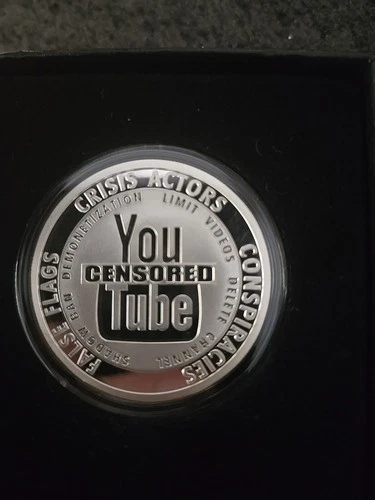 FALSE FLAGS
CRISIS ACTORS
CONSPIRACIES
SHADOW BAN
DEMONETIZATION
LIMIT VIDEOS
DELETE CHANNEL
You
CENSORED
Tube